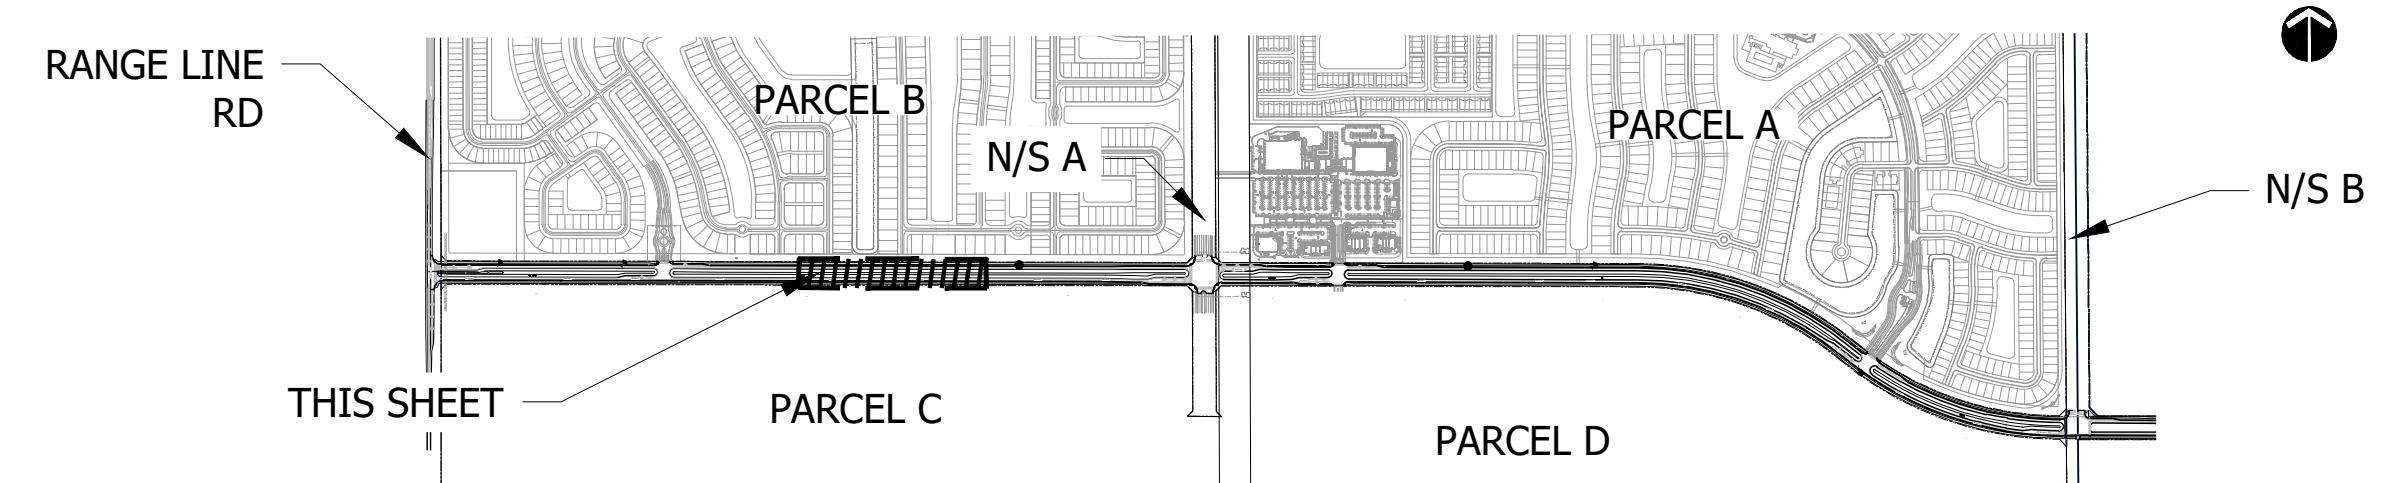 RANGE LINE
RD
PARCEL B
N/S A
PARCEL A
N/S B
THIS SHEET
PARCEL C
PARCEL D